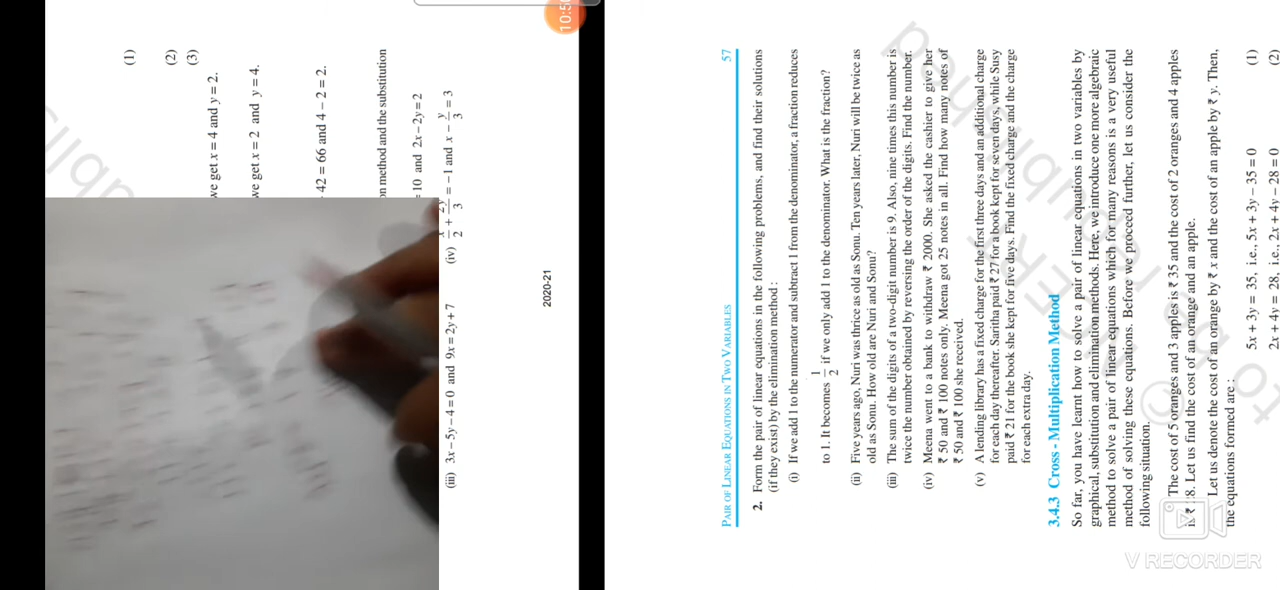 10:5
(1)
(2)
(3)
we get x = 4 and y = 2.
we get x = 2 and y = 4.
42 = 66 and 4 – 2 = 2.
on method and the substitution
10 and 2x – 2y = 2
(iii) 3x – 5y – 4 = 0 and 9x = 2y + 7 (iv) x/2 + 2y/3 = –1 and x – y/3 = 3
2020-21
PAIR OF LINEAR EQUATIONS IN TWO VARIABLES 57
2. Form the pair of linear equations in the following problems, and find their solutions
(if they exist) by the elimination method :
(i) If we add 1 to the numerator and subtract 1 from the denominator, a fraction reduces
to 1. It becomes 1/2 if we only add 1 to the denominator. What is the fraction?
(ii) Five years ago, Nuri was thrice as old as Sonu. Ten years later, Nuri will be twice as
old as Sonu. How old are Nuri and Sonu?
(iii) The sum of the digits of a two-digit number is 9. Also, nine times this number is
twice the number obtained by reversing the order of the digits. Find the number.
(iv) Meena went to a bank to withdraw ₹ 2000. She asked the cashier to give her
₹ 50 and ₹ 100 notes only. Meena got 25 notes in all. Find how many notes of
₹ 50 and ₹ 100 she received.
(v) A lending library has a fixed charge for the first three days and an additional charge
for each day thereafter. Saritha paid ₹ 27 for a book kept for seven days, while Susy
paid ₹ 21 for the book she kept for five days. Find the fixed charge and the charge
for each extra day.
3.4.3 Cross - Multiplication Method
So far, you have learnt how to solve a pair of linear equations in two variables by
graphical, substitution and elimination methods. Here, we introduce one more algebraic
method to solve a pair of linear equations which for many reasons is a very useful
method of solving these equations. Before we proceed further, let us consider the
following situation.
The cost of 5 oranges and 3 apples is ₹ 35 and the cost of 2 oranges and 4 apples
is ₹ 28. Let us find the cost of an orange and an apple.
Let us denote the cost of an orange by ₹ x and the cost of an apple by ₹ y. Then,
the equations formed are :
5x + 3y = 35, i.e., 5x + 3y – 35 = 0 (1)
2x + 4y = 28, i.e., 2x + 4y – 28 = 0 (2)
V RECORDER